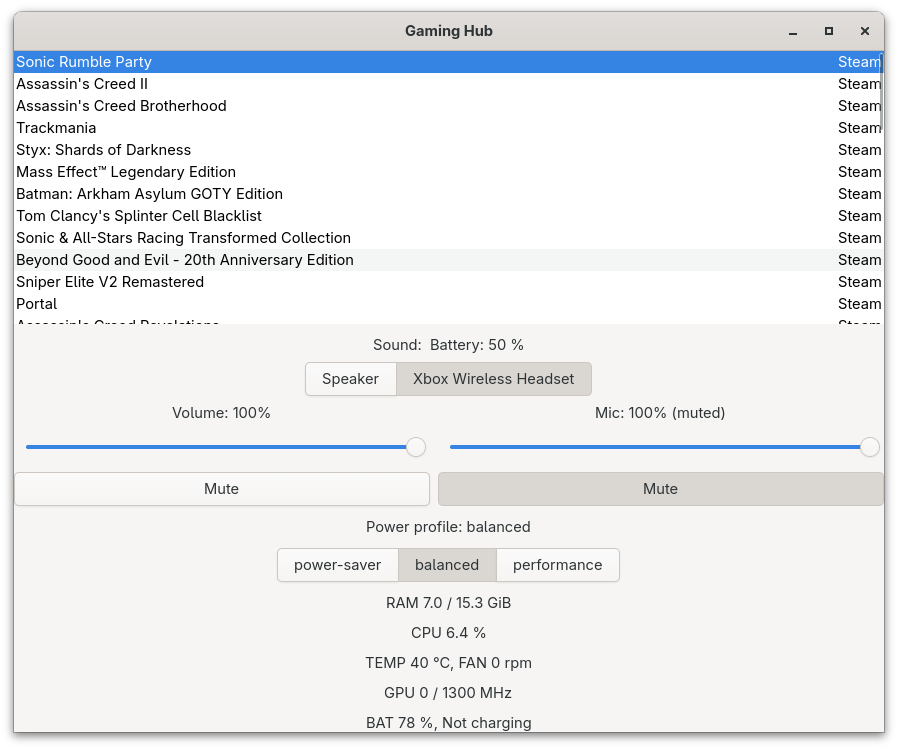 Gaming Hub
Sonic Rumble Party Steam
Assassin's Creed II Steam
Assassin's Creed Brotherhood Steam
Trackmania Steam
Styx: Shards of Darkness Steam
Mass Effect™ Legendary Edition Steam
Batman: Arkham Asylum GOTY Edition Steam
Tom Clancy's Splinter Cell Blacklist Steam
Sonic & All-Stars Racing Transformed Collection Steam
Beyond Good and Evil - 20th Anniversary Edition Steam
Sniper Elite V2 Remastered Steam
Portal Steam
Assassin's Creed Revelations Steam
Sound: Battery: 50 %
Speaker Xbox Wireless Headset
Volume: 100% Mic: 100% (muted)
Mute Mute
Power profile: balanced
power-saver balanced performance
RAM 7.0 / 15.3 GiB
CPU 6.4 %
TEMP 40 °C, FAN 0 rpm
GPU 0 / 1300 MHz
BAT 78 %, Not charging